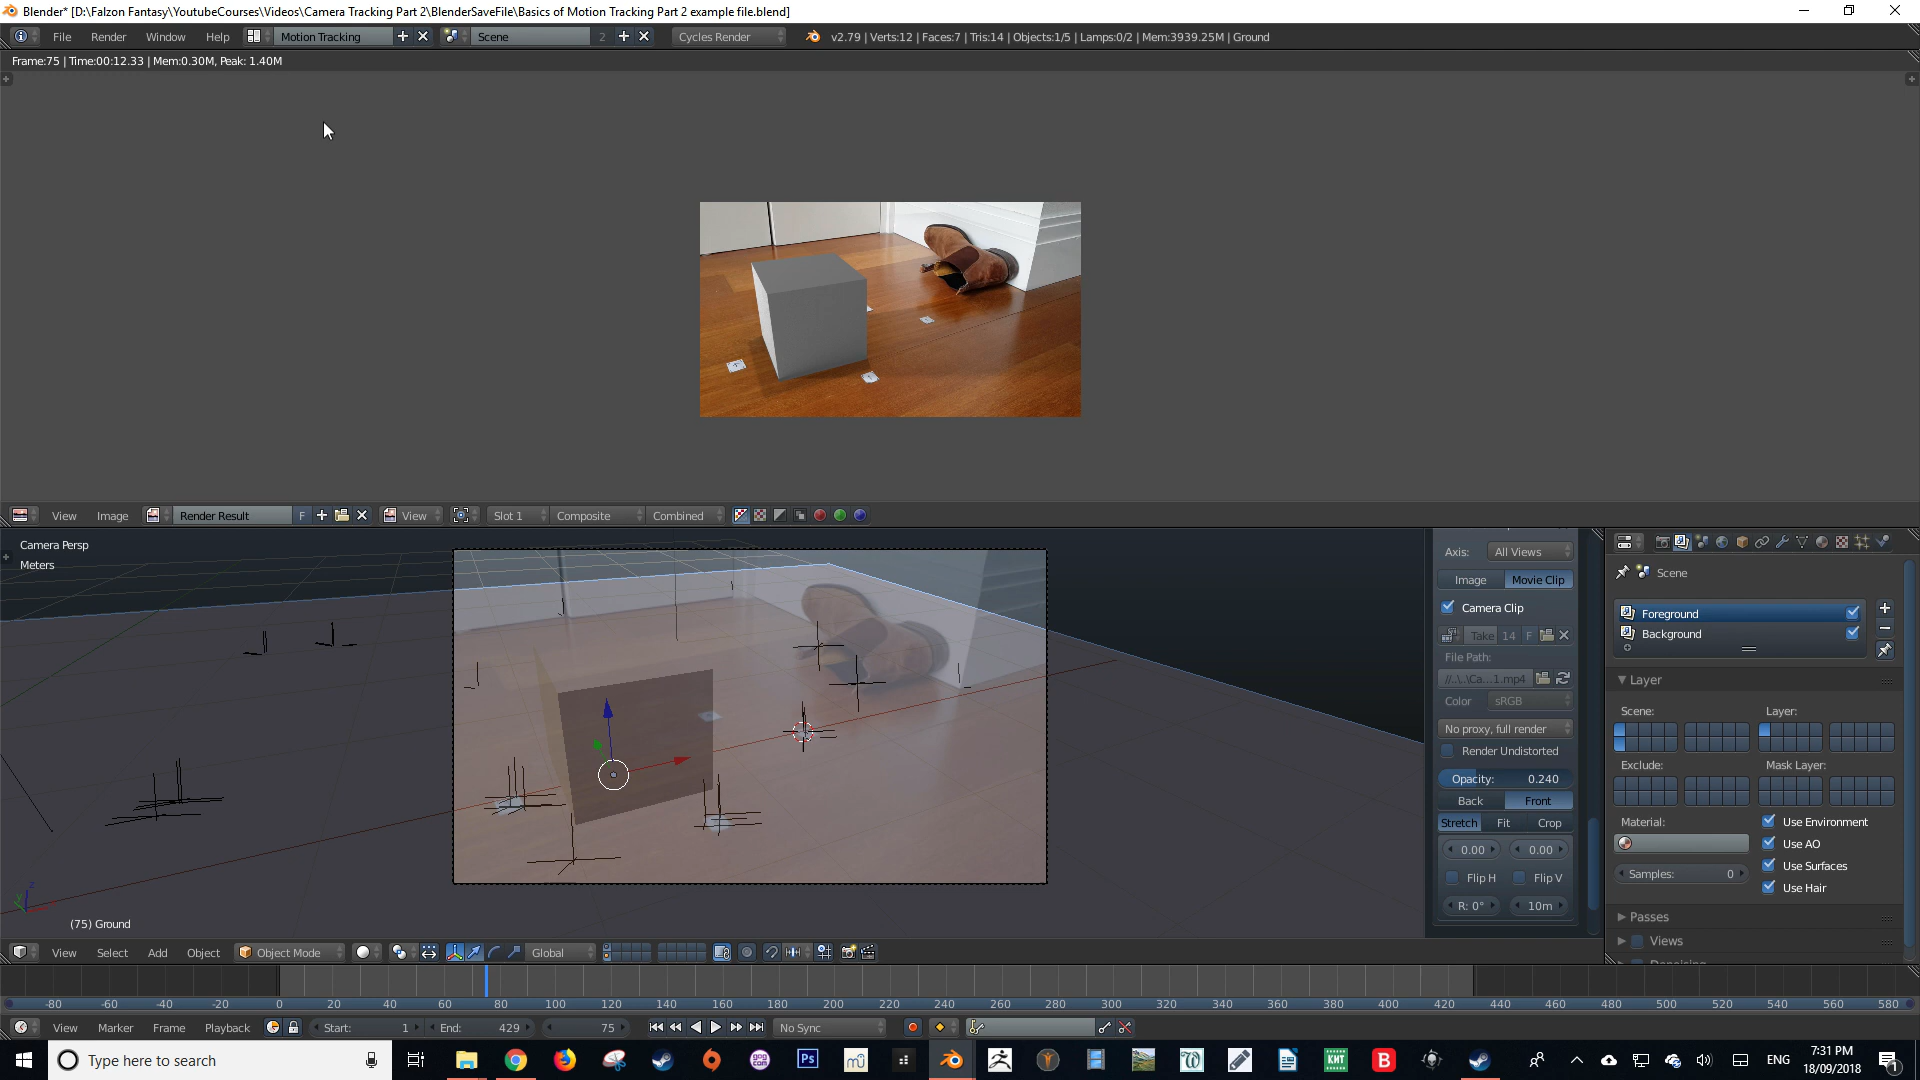 Blender* [D:\Falzon Fantasy\YoutubeCourses\Videos\Camera Tracking Part 2\BlenderSaveFile\Basics of Motion Tracking Part 2 example file.blend]
File Render Window Help Motion Tracking Scene 2 Cycles Render v2.79 | Verts:12 | Faces:7 | Tris:14 | Objects:1/5 | Lamps:0/2 | Mem:3939.25M | Ground
Frame:75 | Time:00:12.33 | Mem:0.30M, Peak: 1.40M
View Image Render Result F View Slot 1 Composite Combined
Camera Persp
Meters
(75) Ground
Axis: All Views
Image Movie Clip
Camera Clip
Take 14 F
File Path:
//..\..\Ca...1.mp4
Color sRGB
No proxy, full render
Render Undistorted
Opacity: 0.240
Back Front
Stretch Fit Crop
0.00 0.00
Flip H Flip V
R: 0° 10m
Scene
Foreground
Background
Layer
Scene: Layer:
Exclude: Mask Layer:
Material: Use Environment
Use AO
Samples: 0 Use Surfaces
Use Hair
Passes
Views
View Select Add Object Object Mode Global
-80 -60 -40 -20 0 20 40 60 80 100 120 140 160 180 200 220 240 260 280 300 320 340 360 380 400 420 440 460 480 500 520 540 560 580
View Marker Frame Playback Start: 1 End: 429 75 No Sync
Type here to search
Ps
KHT
B
ENG
7:31 PM
18/09/2018
1